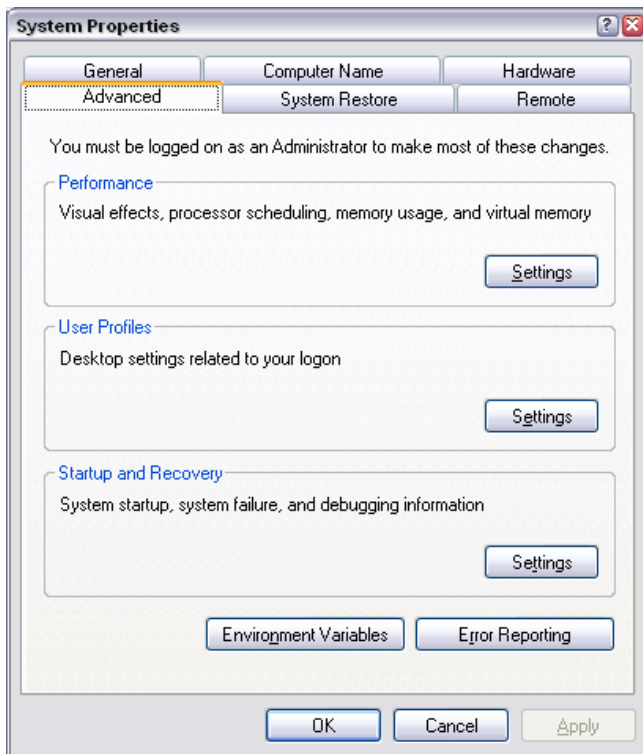 System Properties
General Computer Name Hardware
Advanced System Restore Remote
You must be logged on as an Administrator to make most of these changes.
Performance
Visual effects, processor scheduling, memory usage, and virtual memory
Settings
User Profiles
Desktop settings related to your logon
Settings
Startup and Recovery
System startup, system failure, and debugging information
Settings
Environment Variables Error Reporting
OK Cancel Apply